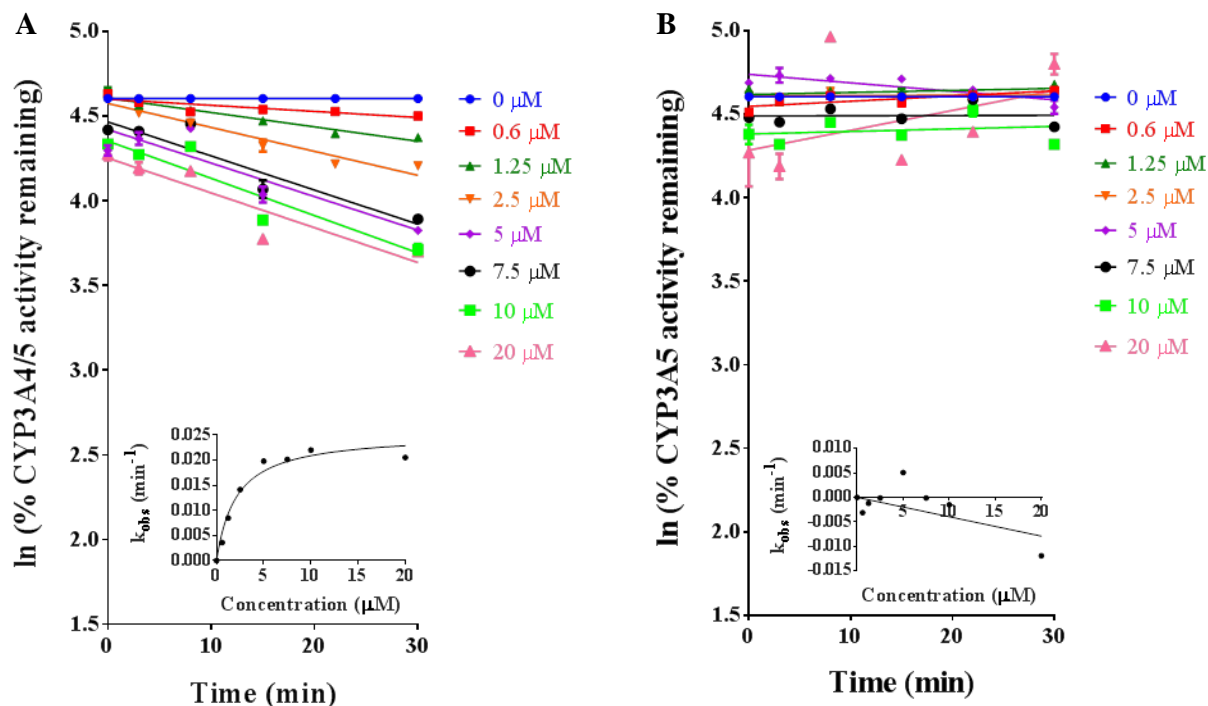 A
ln (% CYP3A4/5 activity remaining)
5.0
4.5
4.0
3.5
3.0
2.5
2.0
1.5
0
10
20
30
Time (min)
0 μM
0.6 μM
1.25 μM
2.5 μM
5 μM
7.5 μM
10 μM
20 μM
kobs (min-1)
0.025
0.020
0.015
0.010
0.005
0.000
0
5
10
15
20
Concentration (μM)
B
ln (% CYP3A5 activity remaining)
5.0
4.5
4.0
3.5
3.0
2.5
2.0
1.5
0
10
20
30
Time (min)
0 μM
0.6 μM
1.25 μM
2.5 μM
5 μM
7.5 μM
10 μM
20 μM
kobs (min-1)
0.010
0.005
0.000
-0.005
-0.010
-0.015
5
10
15
20
Concentration (μM)